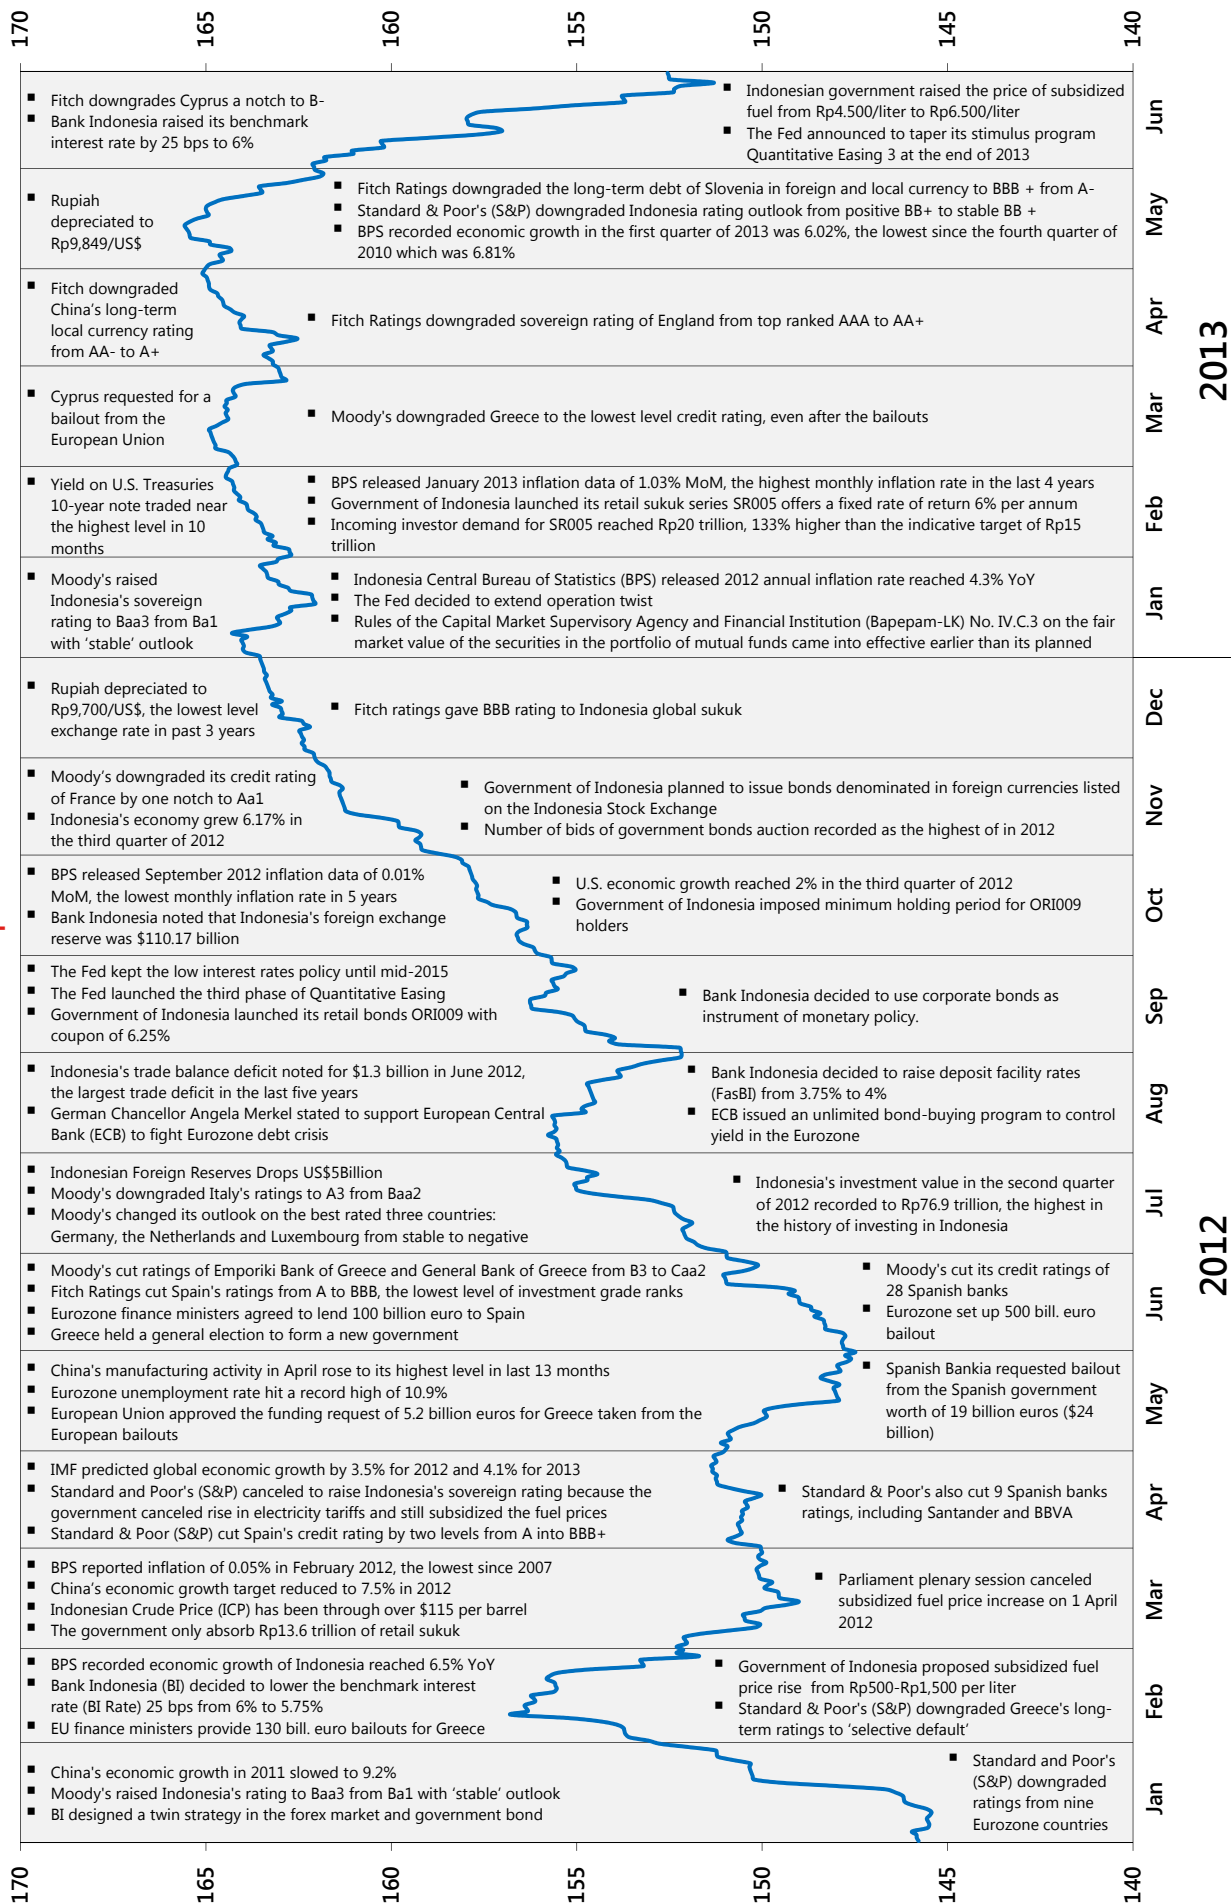 170
165
160
155
150
145
140
Fitch downgrades Cyprus a notch to B-
Bank Indonesia raised its benchmark
interest rate by 25 bps to 6%
Indonesian government raised the price of subsidized
fuel from Rp4.500/liter to Rp6.500/liter
The Fed announced to taper its stimulus program
Quantitative Easing 3 at the end of 2013
Jun
Rupiah
depreciated to
Rp9,849/US$
Fitch Ratings downgraded the long-term debt of Slovenia in foreign and local currency to BBB + from A-
Standard & Poor's (S&P) downgraded Indonesia rating outlook from positive BB+ to stable BB +
BPS recorded economic growth in the first quarter of 2013 was 6.02%, the lowest since the fourth quarter of
2010 which was 6.81%
May
Fitch downgraded
China’s long-term
local currency rating
from AA- to A+
Fitch Ratings downgraded sovereign rating of England from top ranked AAA to AA+
Apr
2013
Cyprus requested for a
bailout from the
European Union
Moody's downgraded Greece to the lowest level credit rating, even after the bailouts
Mar
Yield on U.S. Treasuries
10-year note traded near
the highest level in 10
months
BPS released January 2013 inflation data of 1.03% MoM, the highest monthly inflation rate in the last 4 years
Government of Indonesia launched its retail sukuk series SR005 offers a fixed rate of return 6% per annum
Incoming investor demand for SR005 reached Rp20 trillion, 133% higher than the indicative target of Rp15
trillion
Feb
Moody's raised
Indonesia's sovereign
rating to Baa3 from Ba1
with ‘stable’ outlook
Indonesia Central Bureau of Statistics (BPS) released 2012 annual inflation rate reached 4.3% YoY
The Fed decided to extend operation twist
Rules of the Capital Market Supervisory Agency and Financial Institution (Bapepam-LK) No. IV.C.3 on the fair
market value of the securities in the portfolio of mutual funds came into effective earlier than its planned
Jan
Rupiah depreciated to
Rp9,700/US$, the lowest level
exchange rate in past 3 years
Fitch ratings gave BBB rating to Indonesia global sukuk
Dec
Moody’s downgraded its credit rating
of France by one notch to Aa1
Indonesia's economy grew 6.17% in
the third quarter of 2012
Government of Indonesia planned to issue bonds denominated in foreign currencies listed
on the Indonesia Stock Exchange
Number of bids of government bonds auction recorded as the highest of in 2012
Nov
BPS released September 2012 inflation data of 0.01%
MoM, the lowest monthly inflation rate in 5 years
Bank Indonesia noted that Indonesia's foreign exchange
reserve was $110.17 billion
U.S. economic growth reached 2% in the third quarter of 2012
Government of Indonesia imposed minimum holding period for ORI009
holders
Oct
The Fed kept the low interest rates policy until mid-2015
The Fed launched the third phase of Quantitative Easing
Government of Indonesia launched its retail bonds ORI009 with
coupon of 6.25%
Bank Indonesia decided to use corporate bonds as
instrument of monetary policy.
Sep
Indonesia's trade balance deficit noted for $1.3 billion in June 2012,
the largest trade deficit in the last five years
German Chancellor Angela Merkel stated to support European Central
Bank (ECB) to fight Eurozone debt crisis
Bank Indonesia decided to raise deposit facility rates
(FasBI) from 3.75% to 4%
ECB issued an unlimited bond-buying program to control
yield in the Eurozone
Aug
Indonesian Foreign Reserves Drops US$5Billion
Moody's downgraded Italy's ratings to A3 from Baa2
Moody's changed its outlook on the best rated three countries:
Germany, the Netherlands and Luxembourg from stable to negative
Indonesia's investment value in the second quarter
of 2012 recorded to Rp76.9 trillion, the highest in
the history of investing in Indonesia
Jul
2012
Moody's cut ratings of Emporiki Bank of Greece and General Bank of Greece from B3 to Caa2
Fitch Ratings cut Spain's ratings from A to BBB, the lowest level of investment grade ranks
Eurozone finance ministers agreed to lend 100 billion euro to Spain
Greece held a general election to form a new government
Moody's cut its credit ratings of
28 Spanish banks
Eurozone set up 500 bill. euro
bailout
Jun
China's manufacturing activity in April rose to its highest level in last 13 months
Eurozone unemployment rate hit a record high of 10.9%
European Union approved the funding request of 5.2 billion euros for Greece taken from the
European bailouts
Spanish Bankia requested bailout
from the Spanish government
worth of 19 billion euros ($24
billion)
May
IMF predicted global economic growth by 3.5% for 2012 and 4.1% for 2013
Standard and Poor's (S&P) canceled to raise Indonesia's sovereign rating because the
government canceled rise in electricity tariffs and still subsidized the fuel prices
Standard & Poor (S&P) cut Spain's credit rating by two levels from A into BBB+
Standard & Poor's also cut 9 Spanish banks
ratings, including Santander and BBVA
Apr
BPS reported inflation of 0.05% in February 2012, the lowest since 2007
China’s economic growth target reduced to 7.5% in 2012
Indonesian Crude Price (ICP) has been through over $115 per barrel
The government only absorb Rp13.6 trillion of retail sukuk
Parliament plenary session canceled
subsidized fuel price increase on 1 April
2012
Mar
BPS recorded economic growth of Indonesia reached 6.5% YoY
Bank Indonesia (BI) decided to lower the benchmark interest
rate (BI Rate) 25 bps from 6% to 5.75%
EU finance ministers provide 130 bill. euro bailouts for Greece
Government of Indonesia proposed subsidized fuel
price rise from Rp500-Rp1,500 per liter
Standard & Poor's (S&P) downgraded Greece's long-
term ratings to ‘selective default’
Feb
China's economic growth in 2011 slowed to 9.2%
Moody's raised Indonesia's rating to Baa3 from Ba1 with ‘stable’ outlook
BI designed a twin strategy in the forex market and government bond
Standard and Poor's
(S&P) downgraded
ratings from nine
Eurozone countries
Jan
170
165
160
155
150
145
140